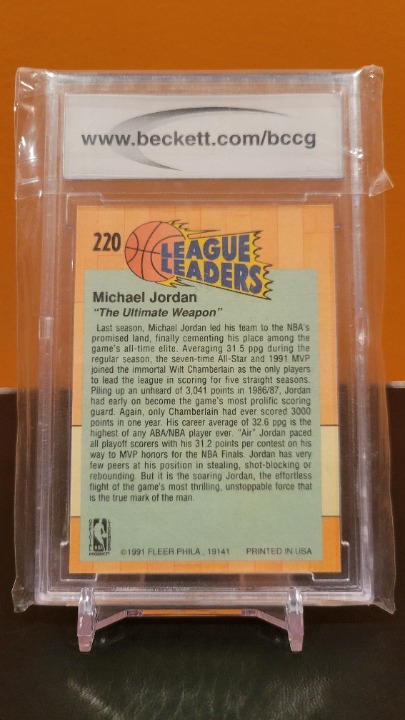 www.beckett.com/bccg
220
LEAGUE
LEADERS
Michael Jordan
"The Ultimate Weapon"
Last season, Michael Jordan led his team to the NBA's
promised land, finally cementing his place among the
game's all-time elite. Averaging 31.5 ppg during the
regular season, the seven-time All-Star and 1991 MVP
joined the immortal Wilt Chamberlain as the only players
to lead the league in scoring for five straight seasons.
Piling up an unheard of 3,041 points in 1986/87, Jordan
had early on become the game's most prolific scoring
guard. Again, only Chamberlain had ever scored 3000
points in one year. His career average of 32.6 ppg is the
highest of any ABA/NBA player ever. "Air" Jordan paced
all playoff scorers with his 31.2 points per contest on his
way to MVP honors for the NBA Finals. Jordan has very
few peers at his position in stealing, shot-blocking or
rebounding. But it is the soaring Jordan, the effortless
flight of the game's most thrilling, unstoppable force that
is the true mark of the man.
©1991 FLEER PHILA., 19141 PRINTED IN USA